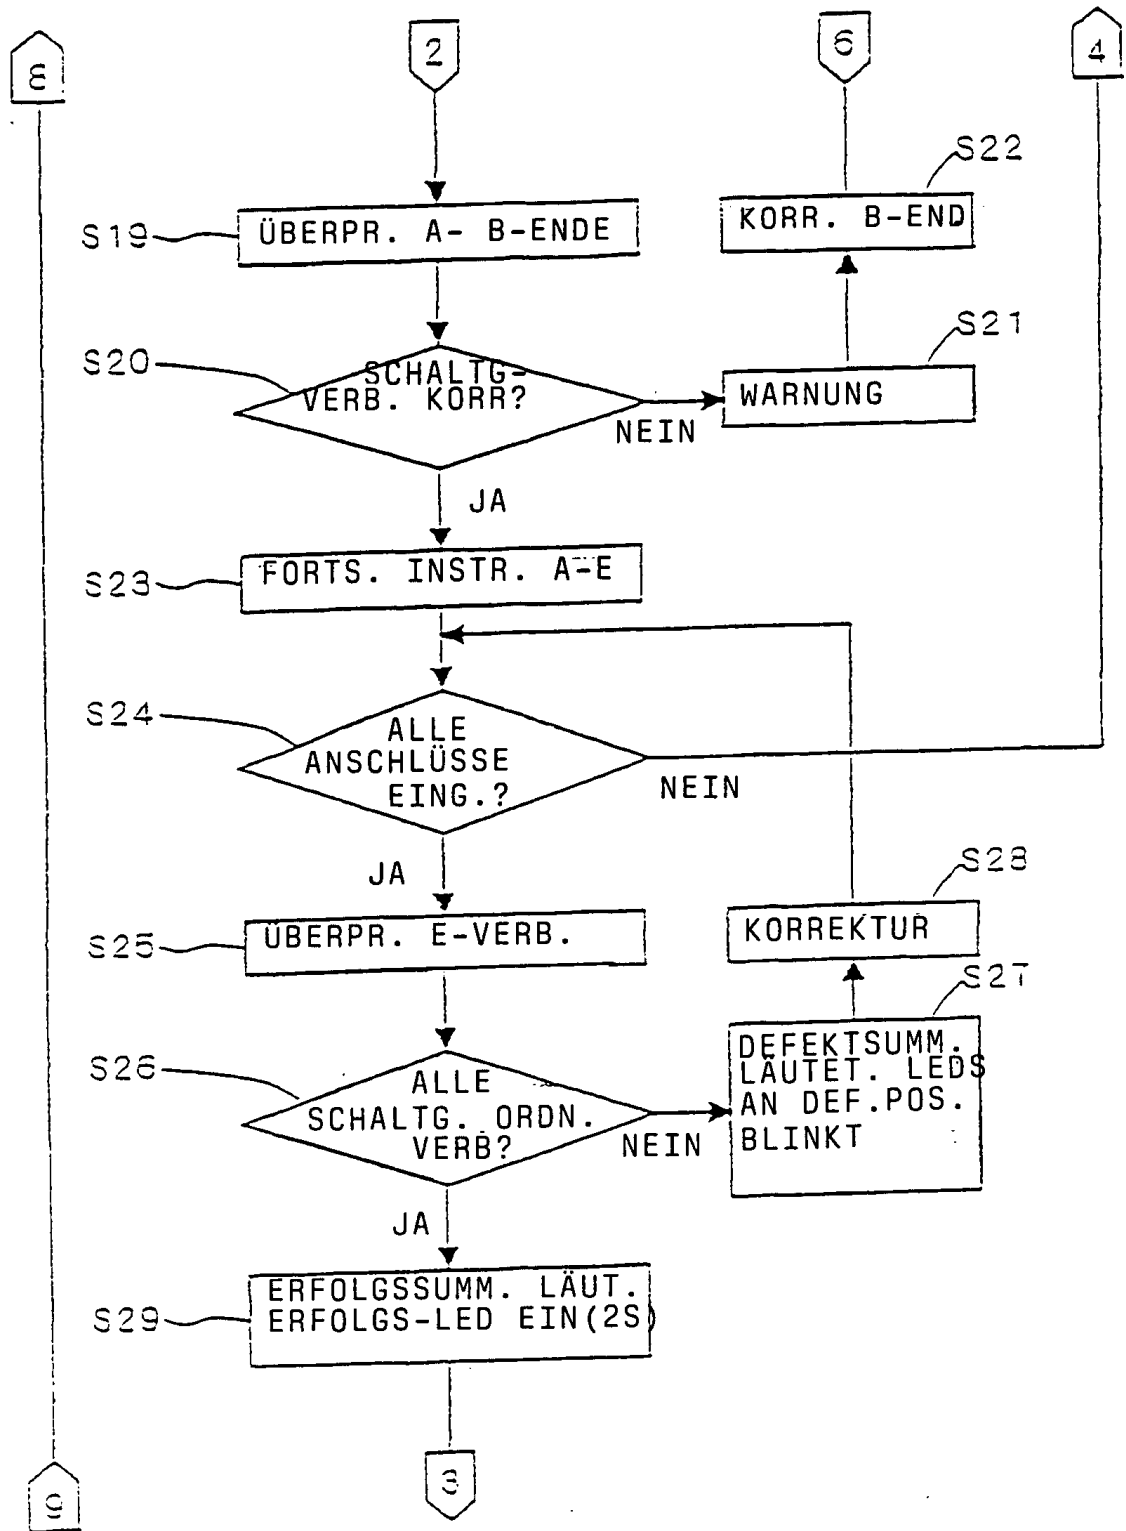 8
2
6
4
S22
S19
ÜBERPR. A- B-ENDE
KORR. B-END
S21
S20
SCHALTG-
VERB. KORR?
WARNUNG
NEIN
JA
S23
FORTS. INSTR. A-E
S24
ALLE
ANSCHLÜSSE
EING.?
NEIN
JA
S28
S25
ÜBERPR. E-VERB.
KORREKTUR
S27
S26
ALLE
SCHALTG. ORDN.
VERB?
NEIN
DEFEKTSUMM.
LÄUTET. LEDS
AN DEF.POS.
BLINKT
JA
S29
ERFOLGSSUMM. LÄUT.
ERFOLGS-LED EIN(2S)
3
9